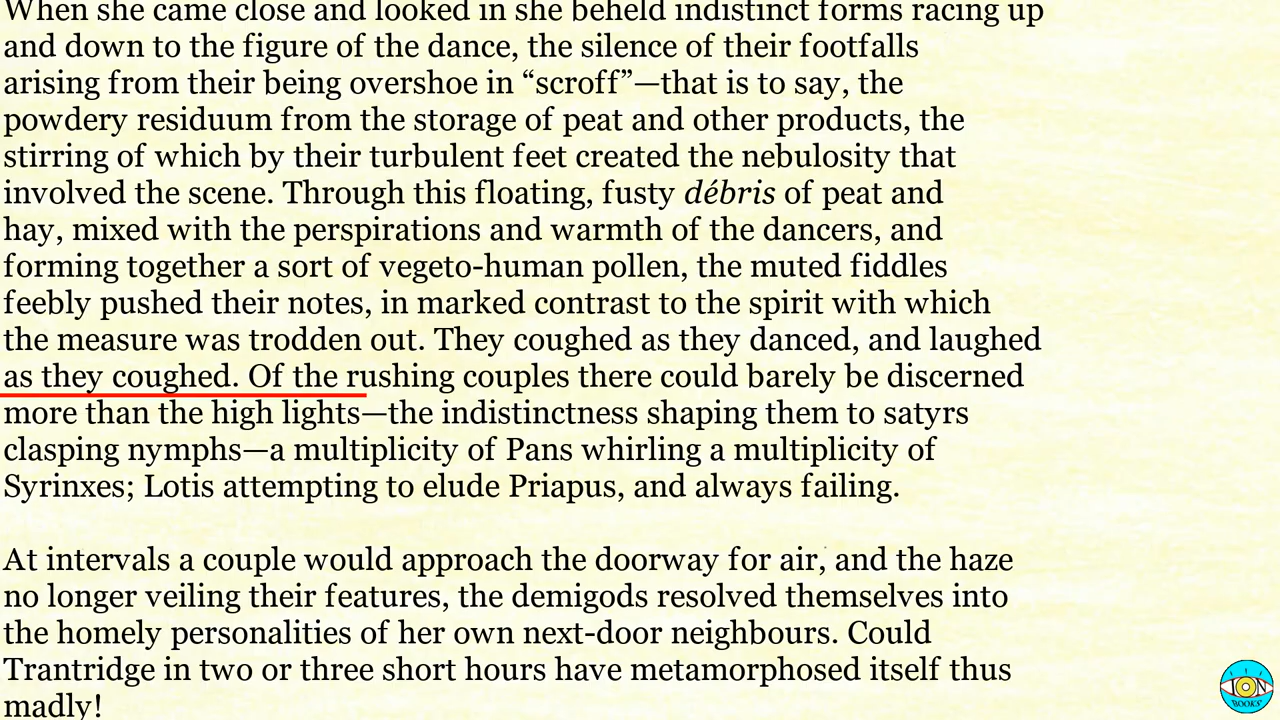 When she came close and looked in she beheld indistinct forms racing up
and down to the figure of the dance, the silence of their footfalls
arising from their being overshoe in “scroff”—that is to say, the
powdery residuum from the storage of peat and other products, the
stirring of which by their turbulent feet created the nebulosity that
involved the scene. Through this floating, fusty débris of peat and
hay, mixed with the perspirations and warmth of the dancers, and
forming together a sort of vegeto-human pollen, the muted fiddles
feebly pushed their notes, in marked contrast to the spirit with which
the measure was trodden out. They coughed as they danced, and laughed
as they coughed. Of the rushing couples there could barely be discerned
more than the high lights—the indistinctness shaping them to satyrs
clasping nymphs—a multiplicity of Pans whirling a multiplicity of
Syrinxes; Lotis attempting to elude Priapus, and always failing.
At intervals a couple would approach the doorway for air, and the haze
no longer veiling their features, the demigods resolved themselves into
the homely personalities of her own next-door neighbours. Could
Trantridge in two or three short hours have metamorphosed itself thus
madly!
ION
BOOKS